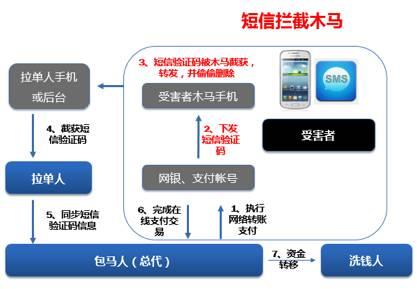 短信拦截木马
3、短信验证码被木马截获，
转发，并偷偷删除
拉单人手机
或后台
受害者木马手机
SMS
受害者
4、截获短
信验证码
2、下发
短信验证
码
拉单人
网银、支付帐号
5、同步短信
验证码信息
6、完成在
线支付交
易
1、执行
网络转账
支付
包马人（总代）
7、资金
转移
洗钱人